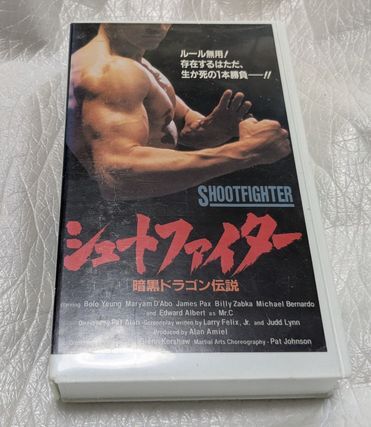 ルール無用!
存在するはただ、
生か死の1本勝負——!!
SHOOTFIGHTER
シュートファイター
暗黒ドラゴン伝説
starring Bolo Yeung Maryam D'Abo James Pax Billy Zabka Michael Bernardo
and Edward Albert as Mr.C
Directed by Pat Alan Screenplay written by Larry Felix, Jr. and Judd Lynn
Produced by Alan Amiel
Glenn Kershaw Martial Arts Choreography - Pat Johnson